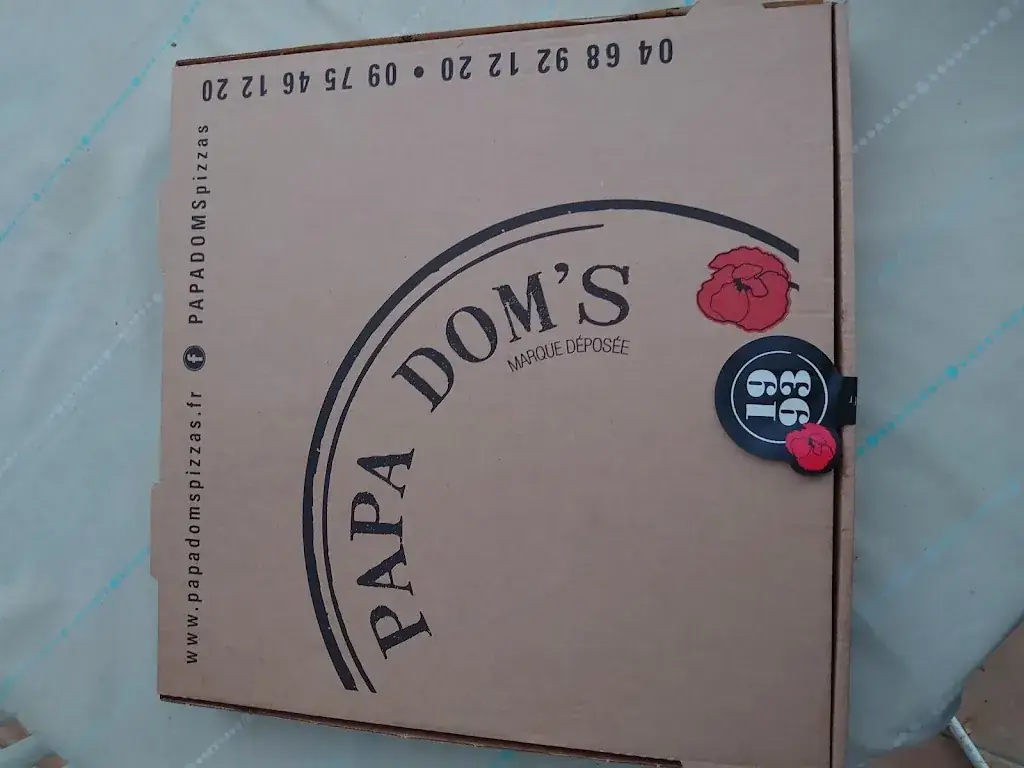 www.papadomspizzas.fr f PAPADOMSpizzas
04 68 92 12 20 • 09 75 46 12 20
PAPA DOM'S
MARQUE DÉPOSÉE
19
93